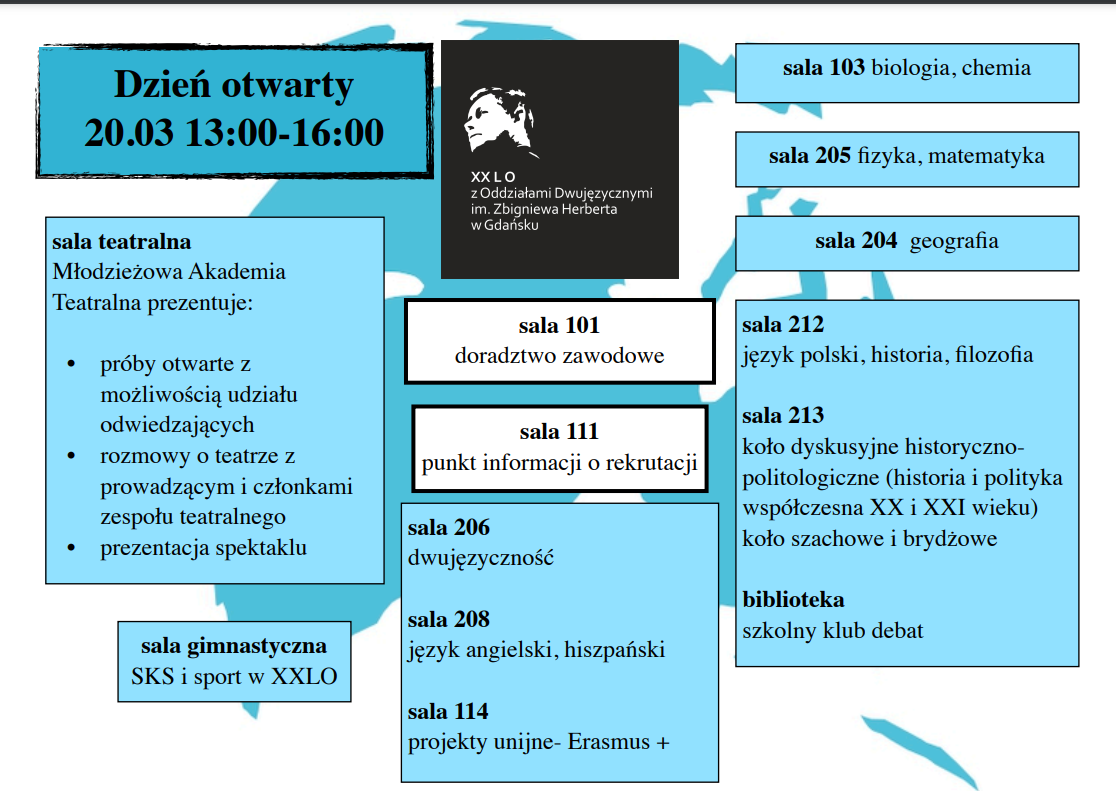 Dzień otwarty
20.03 13:00-16:00
XX LO
z Oddziałami Dwujęzycznymi
im. Zbigniewa Herberta
w Gdańsku
sala teatralna
Młodzieżowa Akademia
Teatralna prezentuje:
• próby otwarte z
możliwością udziału
odwiedzających
• rozmowy o teatrze z
prowadzącym i członkami
zespołu teatralnego
• prezentacja spektaklu
sala gimnastyczna
SKS i sport w XXLO
sala 101
doradztwo zawodowe
sala 111
punkt informacji o rekrutacji
sala 206
dwujęzyczność
sala 208
język angielski, hiszpański
sala 114
projekty unijne- Erasmus +
sala 103 biologia, chemia
sala 205 fizyka, matematyka
sala 204 geografia
sala 212
język polski, historia, filozofia
sala 213
koło dyskusyjne historyczno-
politologiczne (historia i polityka
współczesna XX i XXI wieku)
koło szachowe i brydżowe
biblioteka
szkolny klub debat